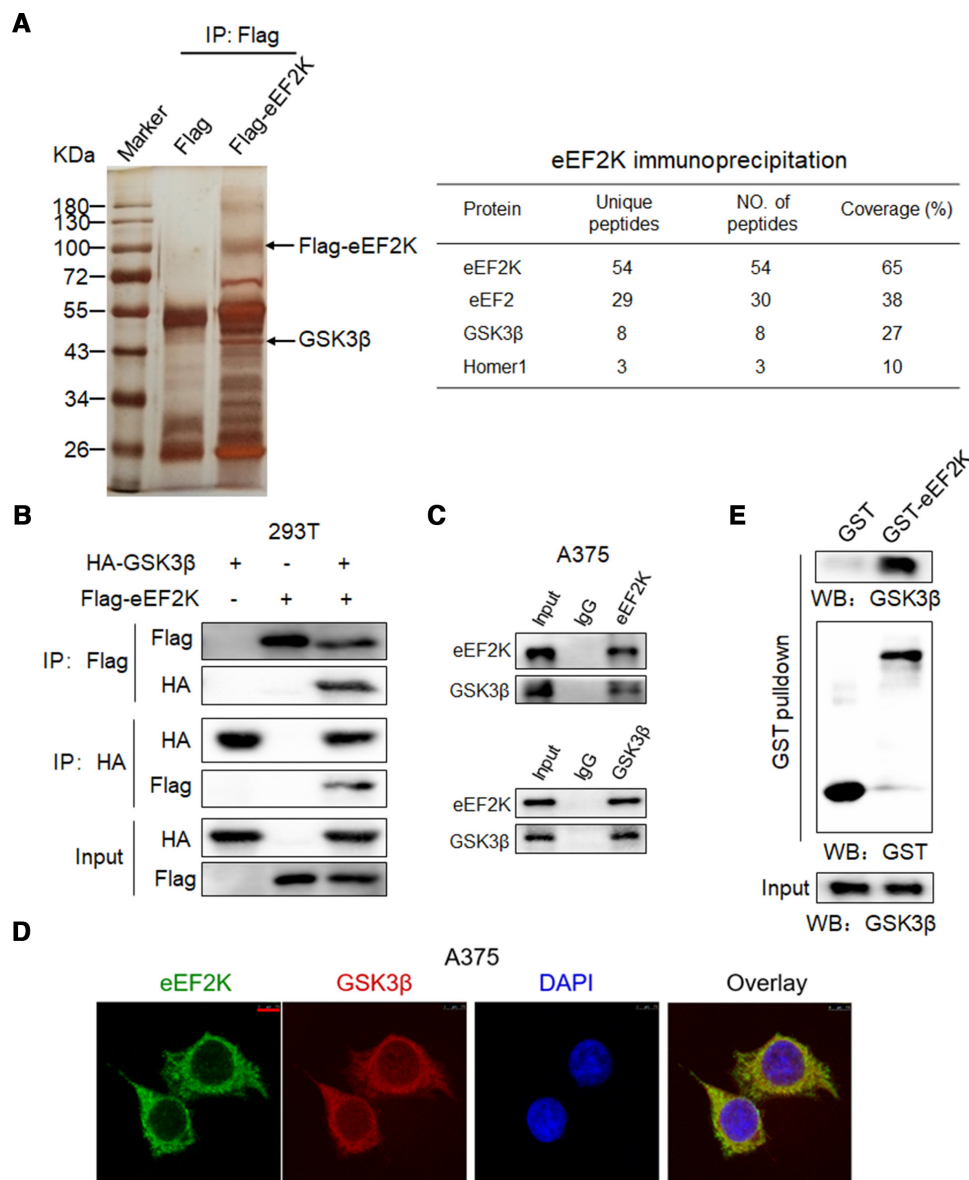 A
IP: Flag
Marker
Flag
Flag-eEF2K
KDa
180
130
100
72
55
43
34
26
Flag-eEF2K
GSK3β
eEF2K immunoprecipitation
Protein Unique peptides NO. of peptides Coverage (%)
eEF2K 54 54 65
eEF2 29 30 38
GSK3β 8 8 27
Homer1 3 3 10
B
293T
HA-GSK3β + - +
Flag-eEF2K - + +
IP: Flag
Flag
HA
IP: HA
HA
Flag
Input
HA
Flag
C
A375
Input IgG eEF2K
eEF2K
GSK3β
Input IgG GSK3β
eEF2K
GSK3β
E
GST GST-eEF2K
GST pulldown
WB: GSK3β
WB: GST
Input
WB: GSK3β
D
A375
eEF2K GSK3β DAPI Overlay